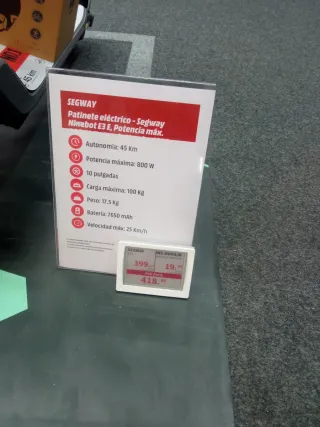 SEGWAY
Patinete eléctrico - Segway
Ninebot E3 E, Potencia máx.
Autonomía: 45 Km
Potencia máxima: 800 W
10 pulgadas
Carga máxima: 100 kg
Peso: 17.5 Kg
Batería: 7650 mAh
Velocidad máx: 25 Km/h
399
19.
418.